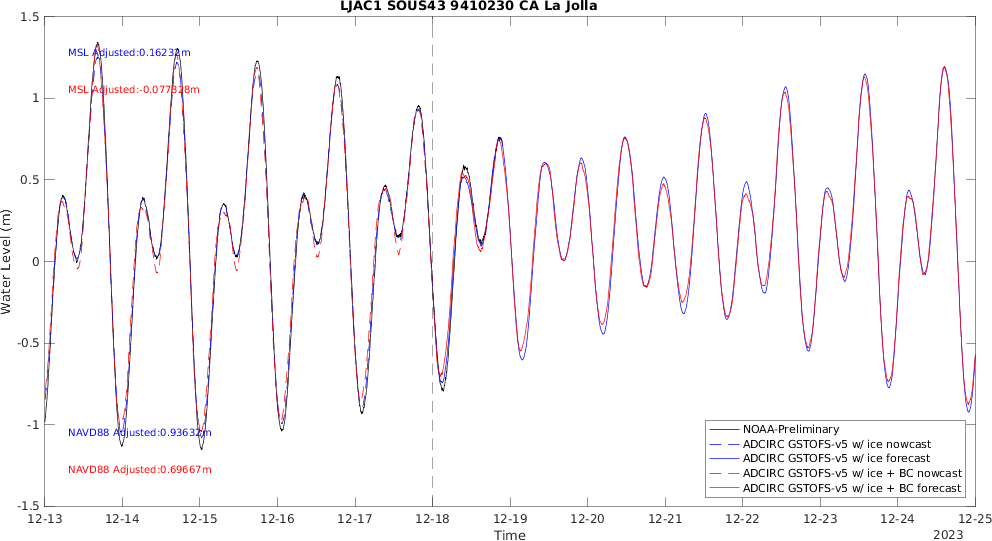 LJAC1 SOUS43 9410230 CA La Jolla
1.5
MSL Adjusted:0.16232m
MSL Adjusted:-0.077328m
1
0.5
Water Level (m)
0
-0.5
-1
NAVD88 Adjusted:0.93632m
NAVD88 Adjusted:0.69667m
-1.5
NOAA-Preliminary
ADCIRC GSTOFS-v5 w/ ice nowcast
ADCIRC GSTOFS-v5 w/ ice forecast
ADCIRC GSTOFS-v5 w/ ice + BC nowcast
ADCIRC GSTOFS-v5 w/ ice + BC forecast
12-13 12-14 12-15 12-16 12-17 12-18 12-19 12-20 12-21 12-22 12-23 12-24 12-25
Time
2023